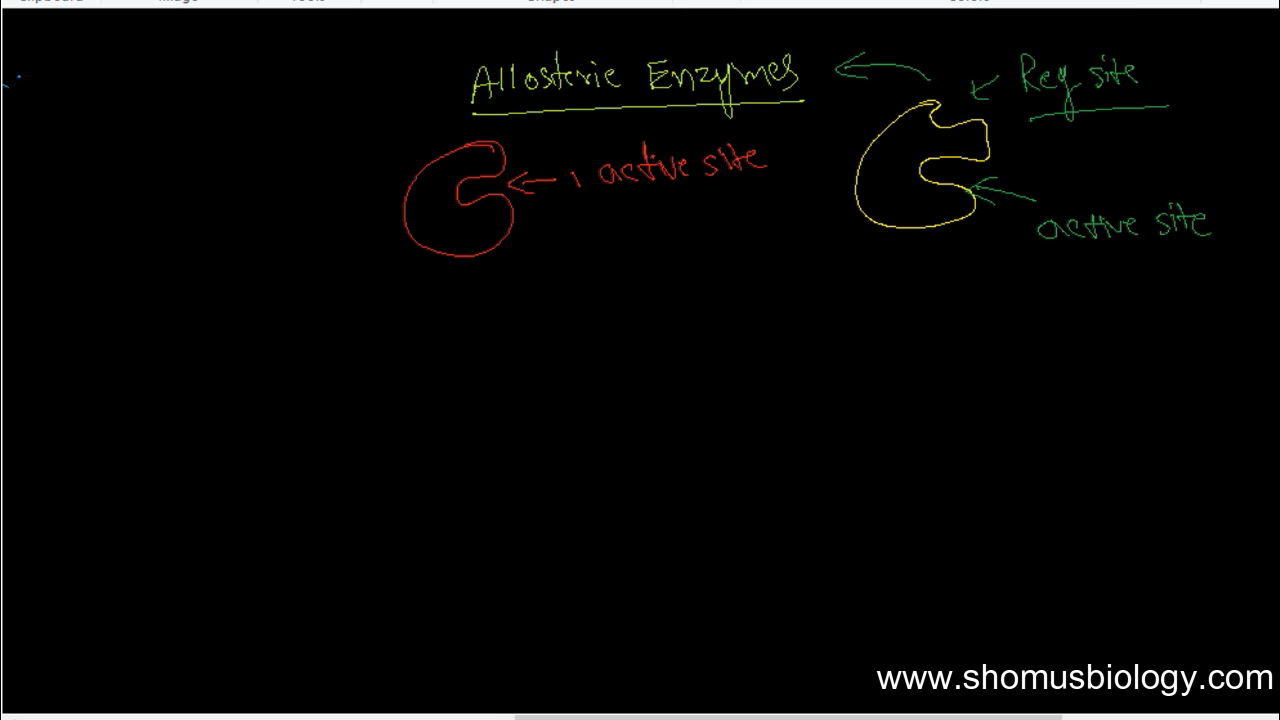 Allosteric Enzymes
Reg site
1 active site
active site
www.shomusbiology.com